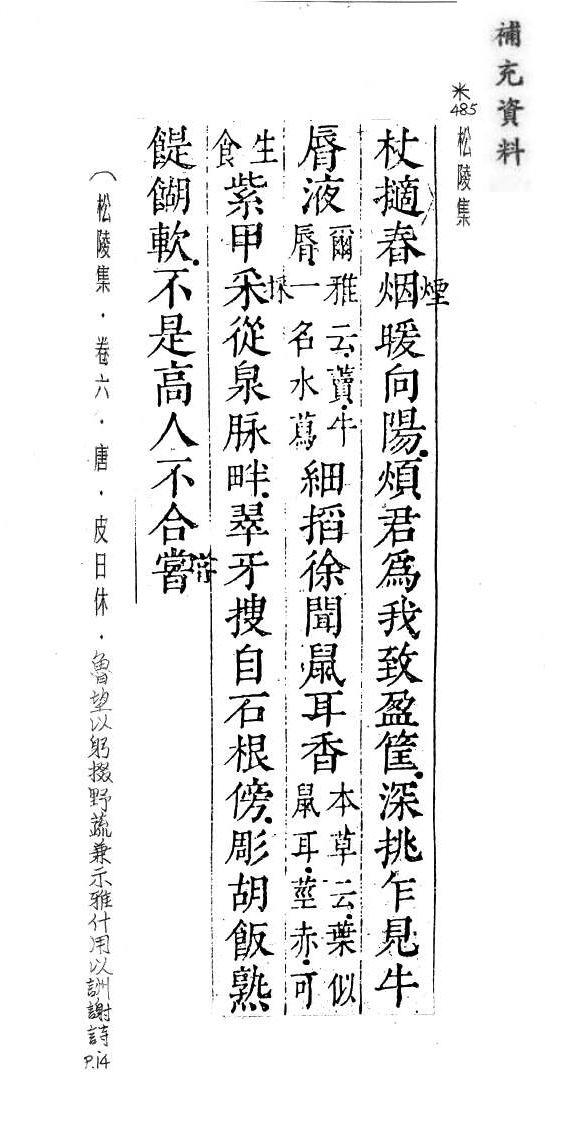 補充資料
※
485
松陵集
杖擿春烟暖向陽煩君爲我致盈筐深挑乍見牛
煙
脣液
爾雅云藚牛
脣一名水蕮
細搯徐聞鼠耳香
本草云葉似
鼠耳莖赤可
生
食
紫甲采從泉脉畔翠牙搜自石根傍彫胡飯熟
採
餛餬軟不是高人不合嘗
(松陵集·卷六·唐·皮日休·魯望以躬掇野蔬兼示雅什用以詶謝詩
P.14